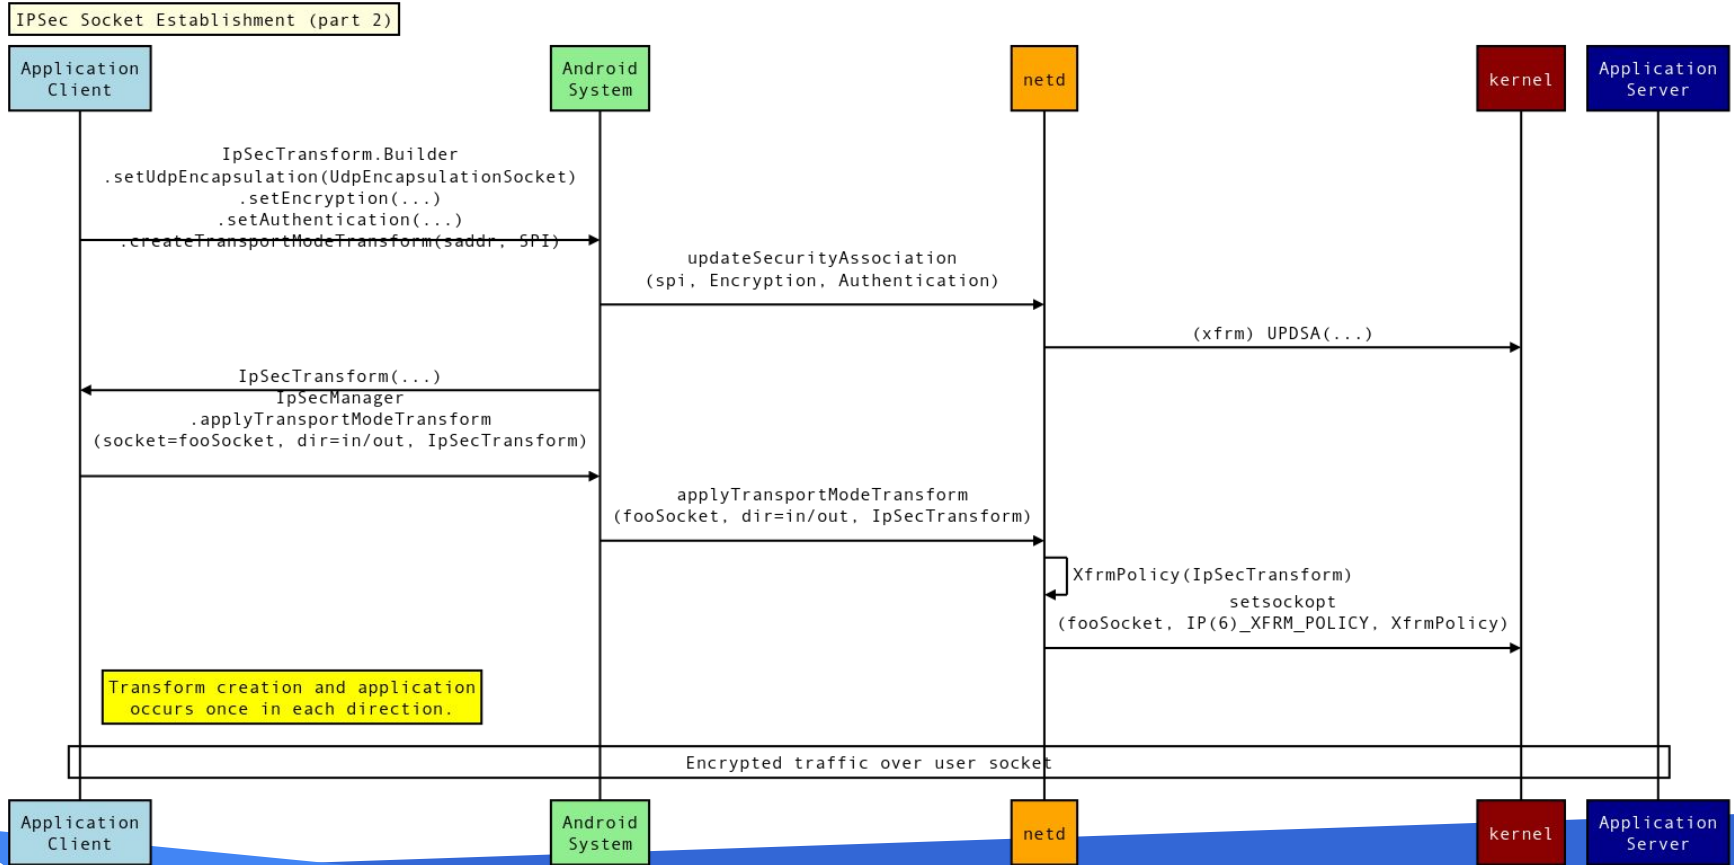 IPSec Socket Establishment (part 2)
Application
Client
Android
System
netd
kernel
Application
Server
IpSecTransform.Builder
.setUdpEncapsulation(UdpEncapsulationSocket)
.setEncryption(...)
.setAuthentication(...)
.createTransportModeTransform(saddr, SPI)
updateSecurityAssociation
(spi, Encryption, Authentication)
(xfrm) UPDSA(...)
IpSecTransform(...)
IpSecManager
.applyTransportModeTransform
(socket=fooSocket, dir=in/out, IpSecTransform)
applyTransportModeTransform
(fooSocket, dir=in/out, IpSecTransform)
XfrmPolicy(IpSecTransform)
setsockopt
(fooSocket, IP(6)_XFRM_POLICY, XfrmPolicy)
Transform creation and application
occurs once in each direction.
Encrypted traffic over user socket
Application
Client
Android
System
netd
kernel
Application
Server